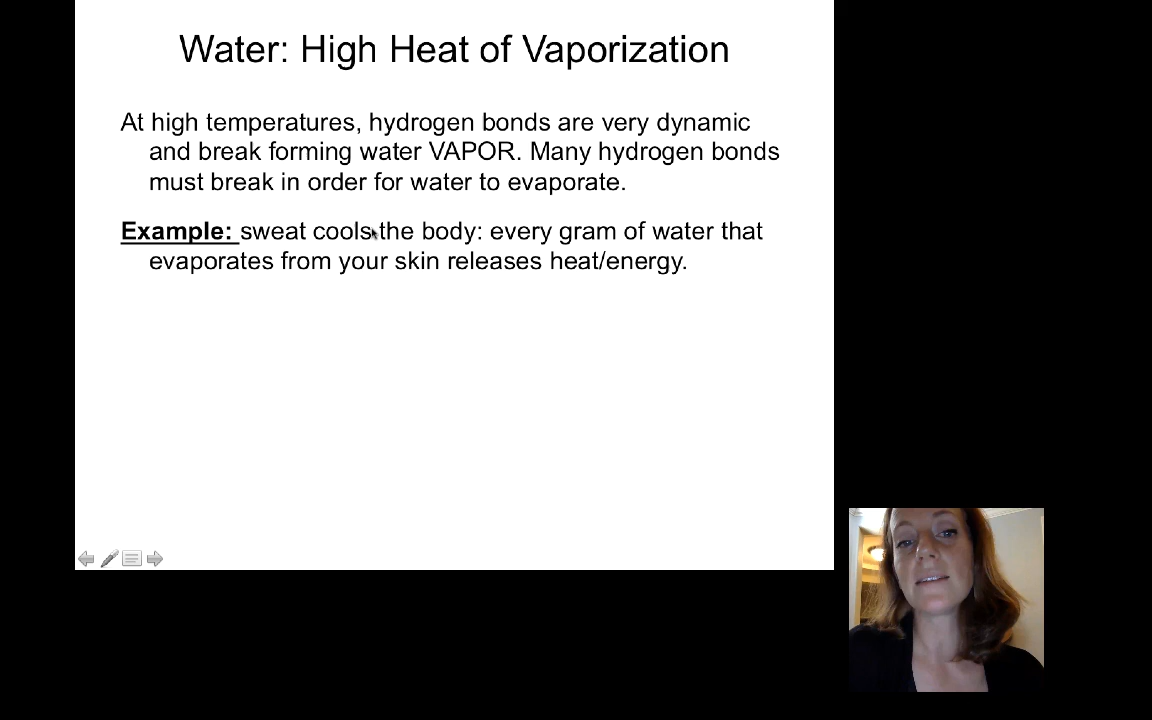 Water: High Heat of Vaporization
At high temperatures, hydrogen bonds are very dynamic
and break forming water VAPOR. Many hydrogen bonds
must break in order for water to evaporate.
Example: sweat cools the body: every gram of water that
evaporates from your skin releases heat/energy.